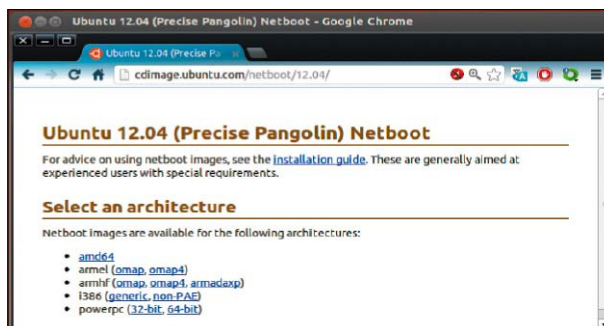 Ubuntu 12.04 (Precise Pangolin) Netboot - Google Chrome
Ubuntu 12.04 (Precise Pa
cdimage.ubuntu.com/netboot/12.04/
Ubuntu 12.04 (Precise Pangolin) Netboot
For advice on using netboot images, see the installation guide. These are generally aimed at
experienced users with special requirements.
Select an architecture
Netboot images are available for the following architectures:
• amd64
• armel (omap, omap4)
• armhf (omap, omap4, armadaxp)
• i386 (generic, non-PAE)
• powerpc (32-bit, 64-bit)